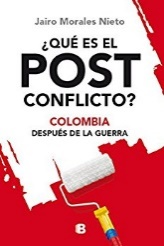 Jairo Morales Nieto
¿QUÉ ES EL
POST
CONFLICTO?
COLOMBIA
DESPUÉS DE LA GUERRA
B